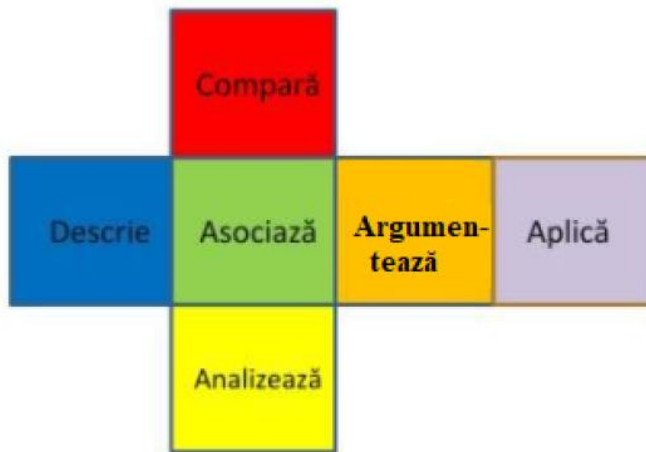 Compară
Descrie
Asociază
Argumen-
tează
Aplică
Analizează